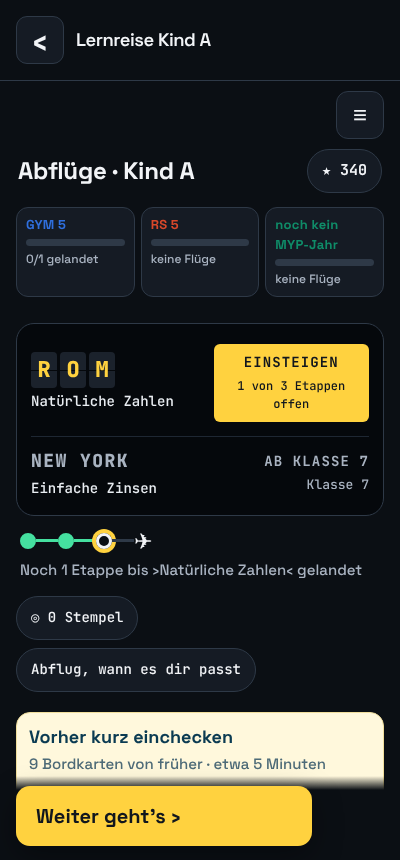 < Lernreise Kind A
≡
Abflüge · Kind A ★ 340
GYM 5
0/1 gelandet
RS 5
keine Flüge
noch kein
MYP-Jahr
keine Flüge
ROM
Natürliche Zahlen
EINSTEIGEN
1 von 3 Etappen
offen
NEW YORK
Einfache Zinsen
AB KLASSE 7
Klasse 7
Noch 1 Etappe bis ›Natürliche Zahlen‹ gelandet
◎ 0 Stempel
Abflug, wann es dir passt
Vorher kurz einchecken
9 Bordkarten von früher · etwa 5 Minuten
Weiter geht’s ›